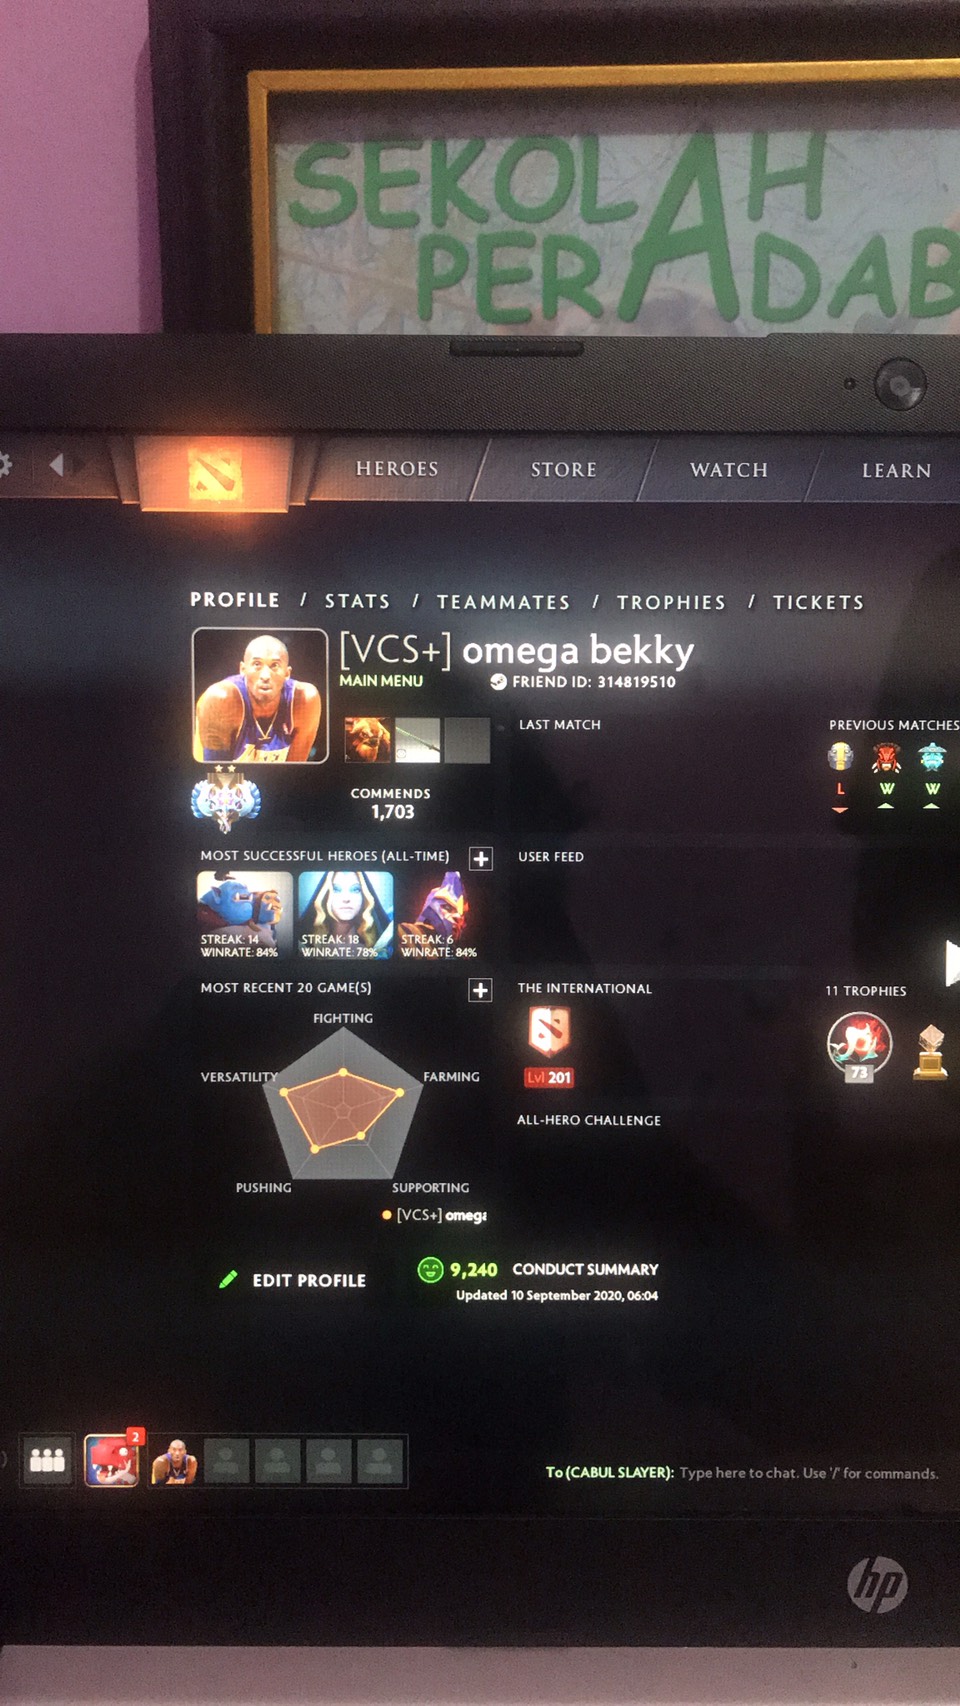 SEKOLAH
PERADAB
HEROES
STORE
WATCH
LEARN
PROFILE / STATS / TEAMMATES / TROPHIES / TICKETS
[VCS+] omega bekky
MAIN MENU
FRIEND ID: 314819510
LAST MATCH
PREVIOUS MATCHES
L W W
COMMENDS
1,703
MOST SUCCESSFUL HEROES (ALL-TIME)
USER FEED
STREAK: 14
WINRATE: 84%
STREAK: 18
WINRATE: 78%
STREAK: 6
WINRATE: 84%
MOST RECENT 20 GAME(S)
THE INTERNATIONAL
11 TROPHIES
FIGHTING
VERSATILITY
FARMING
Lvl 201
73
ALL-HERO CHALLENGE
PUSHING
SUPPORTING
[VCS+] omega
EDIT PROFILE
9,240 CONDUCT SUMMARY
Updated 10 September 2020, 06:04
2
To (CABUL SLAYER): Type here to chat. Use '/' for commands.
hp